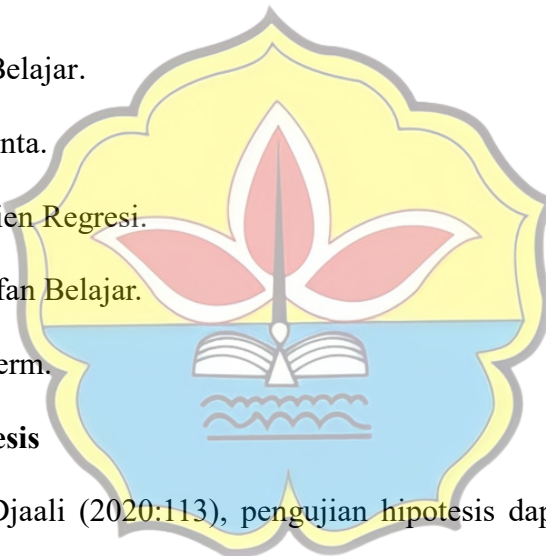 Belajar.
nta.
ien Regresi.
fan Belajar.
erm.
esis
Djaali (2020:113), pengujian hipotesis dap